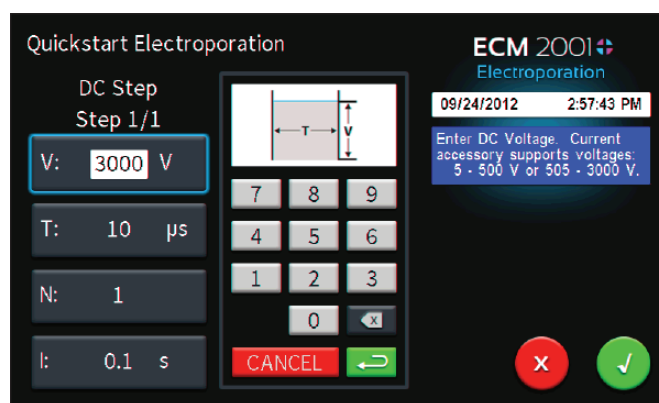 Quickstart Electroporation
DC Step
Step 1/1
V: 3000 V
T: 10 µs
N: 1
I: 0.1 s
T
V
7 8 9
4 5 6
1 2 3
0 x
CANCEL
ECM 2001
Electroporation
09/24/2012 2:57:43 PM
Enter DC Voltage. Current
accessory supports voltages:
5 - 500 V or 505 - 3000 V.
x